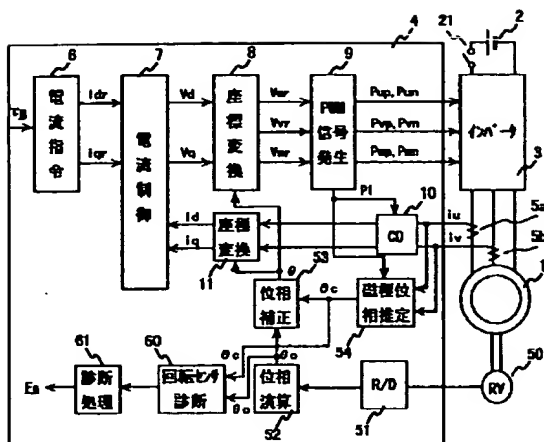 4
21
2
6
7
8
9
τB
電流指令
idr
iqr
電流制御
Vd
Vq
座標変換
Vur
Vvr
Vwr
PWM
信号
発生
Pup, Pun
Pvp, Pvn
Pwp, Pwn
インバータ
3
P1
10
CD
iu
iv
5a
5b
id
iq
座標
変換
11
θ
53
位相
補正
θc
磁極位
相推定
54
1
61
60
診断
処理
Fs
回転センサ
診断
θc
θo
θo
位相
演算
52
R/D
51
50
RV